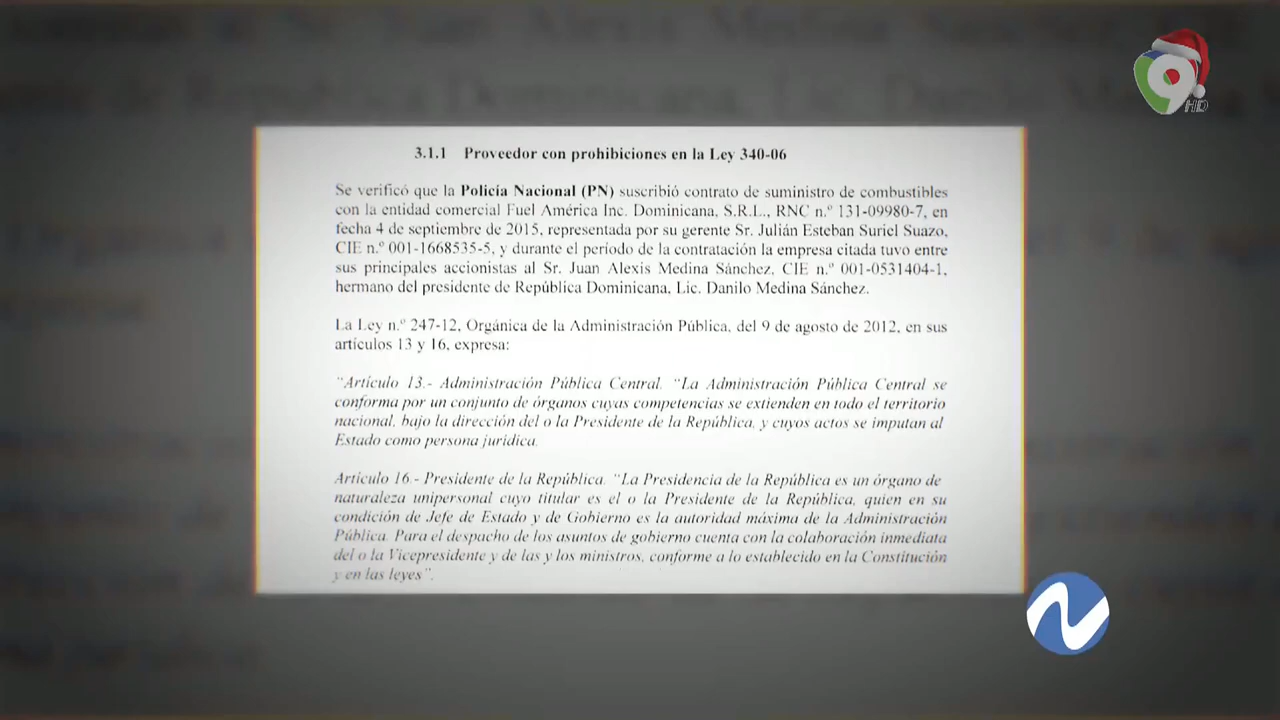 3.1.1 Proveedor con prohibiciones en la Ley 340-06
Se verificó que la Policía Nacional (PN) suscribió contrato de suministro de combustibles
con la entidad comercial Fuel América Inc. Dominicana, S.R.L., RNC n.º 131-09980-7, en
fecha 4 de septiembre de 2015, representada por su gerente Sr. Julián Esteban Suriel Suazo,
CIE n.º 001-1668535-5, y durante el período de la contratación la empresa citada tuvo entre
sus principales accionistas al Sr. Juan Alexis Medina Sánchez, CIE n.º 001-0531404-1,
hermano del presidente de República Dominicana, Lic. Danilo Medina Sánchez.
La Ley n.º 247-12, Orgánica de la Administración Pública, del 9 de agosto de 2012, en sus
artículos 13 y 16, expresa:
"Artículo 13.- Administración Pública Central. "La Administración Pública Central se
conforma por un conjunto de órganos cuyas competencias se extienden en todo el territorio
nacional, bajo la dirección del o la Presidente de la República, y cuyos actos se imputan al
Estado como persona jurídica.
Artículo 16.- Presidente de la República. "La Presidencia de la República es un órgano de
naturaleza unipersonal cuyo titular es el o la Presidente de la República, quien en su
condición de Jefe de Estado y de Gobierno es la autoridad máxima de la Administración
Pública. Para el despacho de los asuntos de gobierno cuenta con la colaboración inmediata
del o la Vicepresidente y de las y los ministros, conforme a lo establecido en la Constitución
y en las leyes".
9
HD